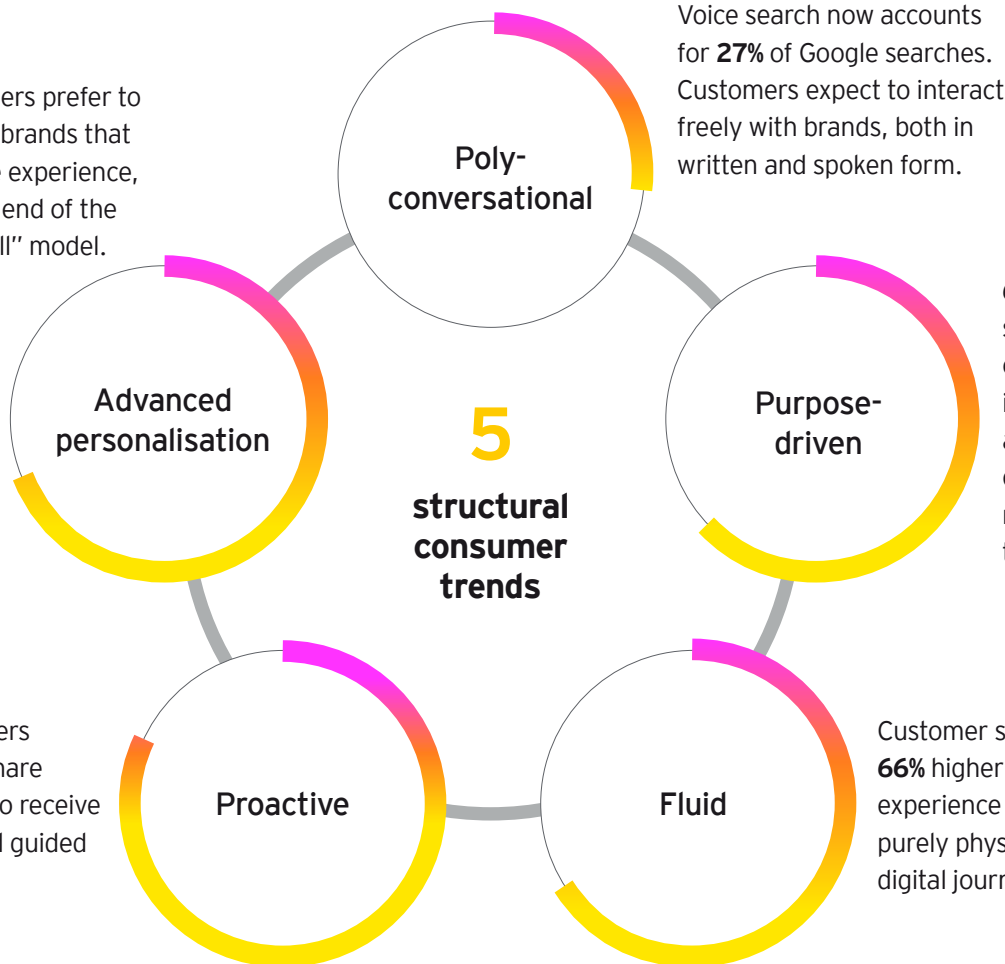 Voice search now accounts
for 27% of Google searches.
Customers expect to interact
freely with brands, both in
written and spoken form.
ers prefer to
brands that
experience,
end of the
ll” model.
Poly-
conversational
Advanced
personalisation
Purpose-
driven
5
structural
consumer
trends
ers
hare
o receive
guided
Proactive
Fluid
Customer s
66% higher
experience
purely phys
digital journ